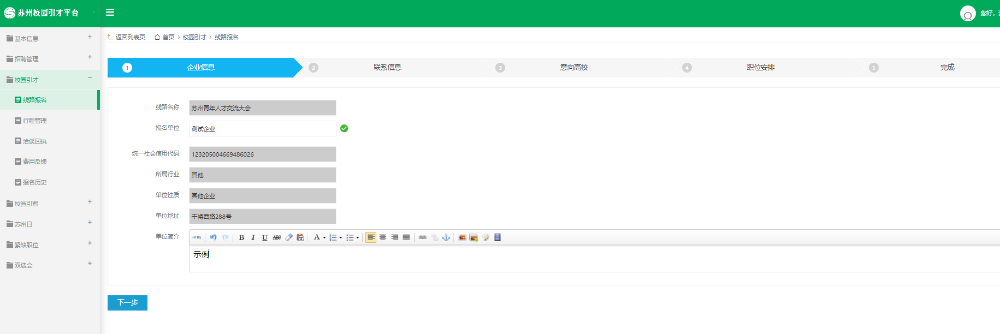 苏州校园引才平台
您好，
基本信息
招聘管理
校园引才
线路报名
行程管理
洽谈回执
费用反馈
报名历史
校园引智
苏州日
紧缺职位
双选会
返回列表页 首页 > 校园引才 > 线路报名
1 企业信息
2 联系信息
3 意向高校
4 职位安排
5 完成
线路名称 苏州青年人才交流大会
报名单位 测试企业
统一社会信用代码 123205004669486026
所属行业 其他
单位性质 其他企业
单位地址 干将西路288号
单位简介
HTML B I U ABC A
示例
下一步